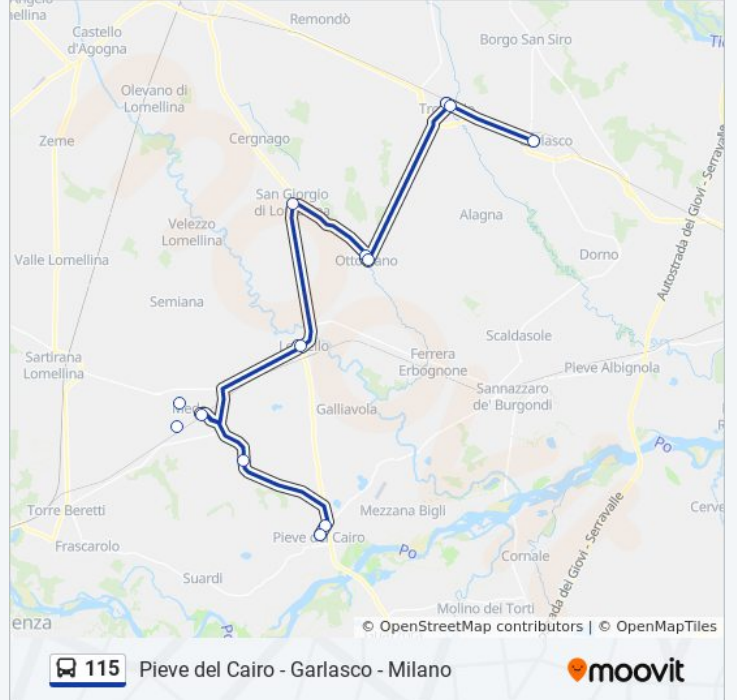 Remondò
Castello
d'Agogna
Borgo San Siro
Olevano di
Lomellina
Zeme
Cergnago
San Giorgio
Alagna
Velezzo
Lomellina
Valle Lomellina
Dorno
Semiana
Autostrada dei Giovi - Serravalle
Scaldasole
Ferrera
Erbognone
Pieve Albignola
Sartirana
Lomellina
Sannazzaro
de' Burgondi
Galliavola
Po
Torre Beretti
Mezzana Bigli
Frascarolo
Pieve del Cairo
Po
Cornale
Suardi
Molino dei Torti
Po
© OpenStreetMap contributors | © OpenMapTiles
115 Pieve del Cairo - Garlasco - Milano
moovit